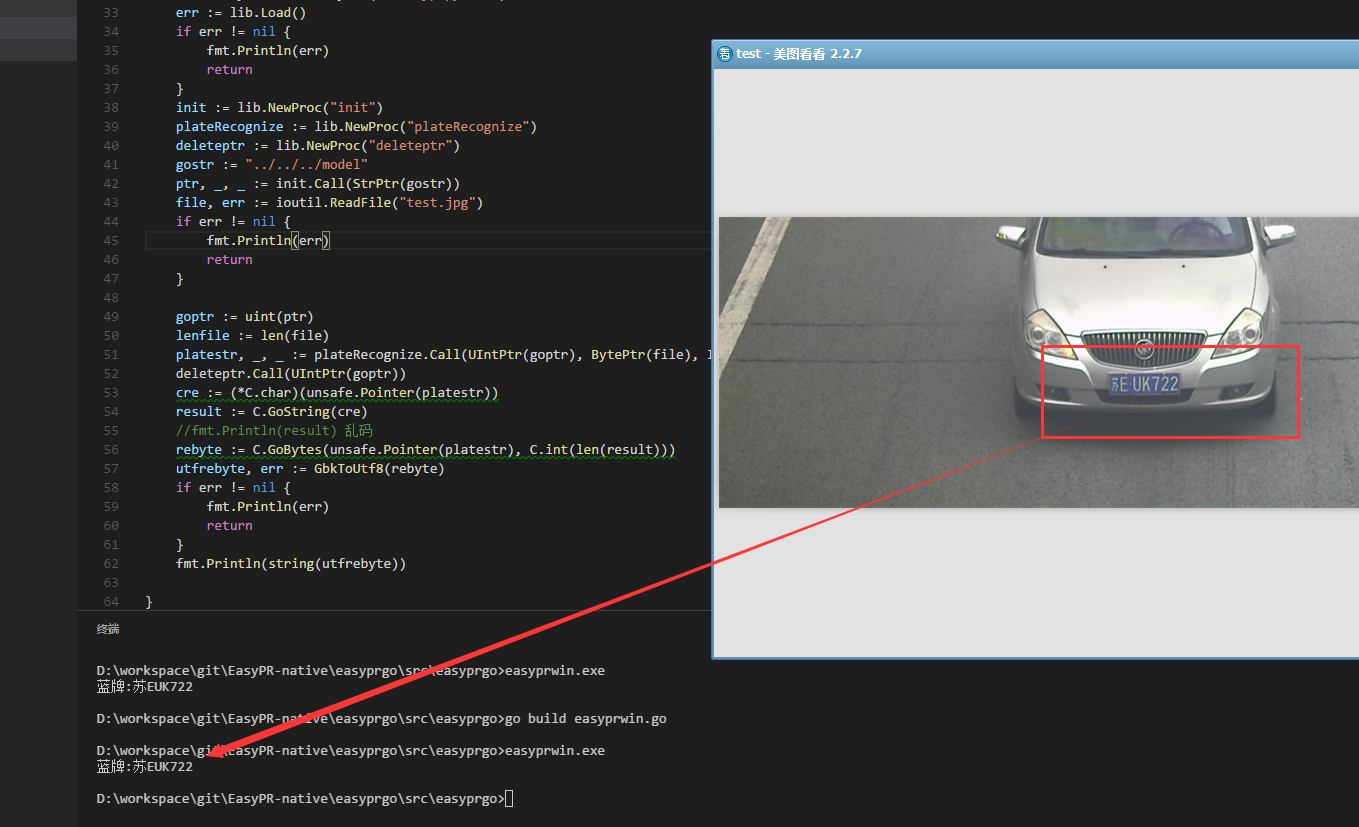 33 err := lib.Load()
34 if err != nil {
35 fmt.Println(err)
36 return
37 }
38 init := lib.NewProc("init")
39 plateRecognize := lib.NewProc("plateRecognize")
40 deleteptr := lib.NewProc("deleteptr")
41 gostr := "../../../model"
42 ptr, _, _ := init.Call(StrPtr(gostr))
43 file, err := ioutil.ReadFile("test.jpg")
44 if err != nil {
45 fmt.Println(err)
46 return
47 }
48
49 goptr := uint(ptr)
50 lenfile := len(file)
51 platestr, _, _ := plateRecognize.Call(UIntPtr(goptr), BytePtr(file),
52 deleteptr.Call(UIntPtr(goptr))
53 cre := (*C.char)(unsafe.Pointer(platestr))
54 result := C.GoString(cre)
55 //fmt.Println(result) 乱码
56 rebyte := C.GoBytes(unsafe.Pointer(platestr), C.int(len(result)))
57 utfrebyte, err := GbkToUtf8(rebyte)
58 if err != nil {
59 fmt.Println(err)
60 return
61 }
62 fmt.Println(string(utfrebyte))
63
64 }
看 test - 美图看看 2.2.7
苏E·UK722
终端
D:\workspace\git\EasyPR-native\easyprgo\src\easyprgo>easyprwin.exe
蓝牌:苏EUK722
D:\workspace\git\EasyPR-native\easyprgo\src\easyprgo>go build easyprwin.go
D:\workspace\git\EasyPR-native\easyprgo\src\easyprgo>easyprwin.exe
蓝牌:苏EUK722
D:\workspace\git\EasyPR-native\easyprgo\src\easyprgo>